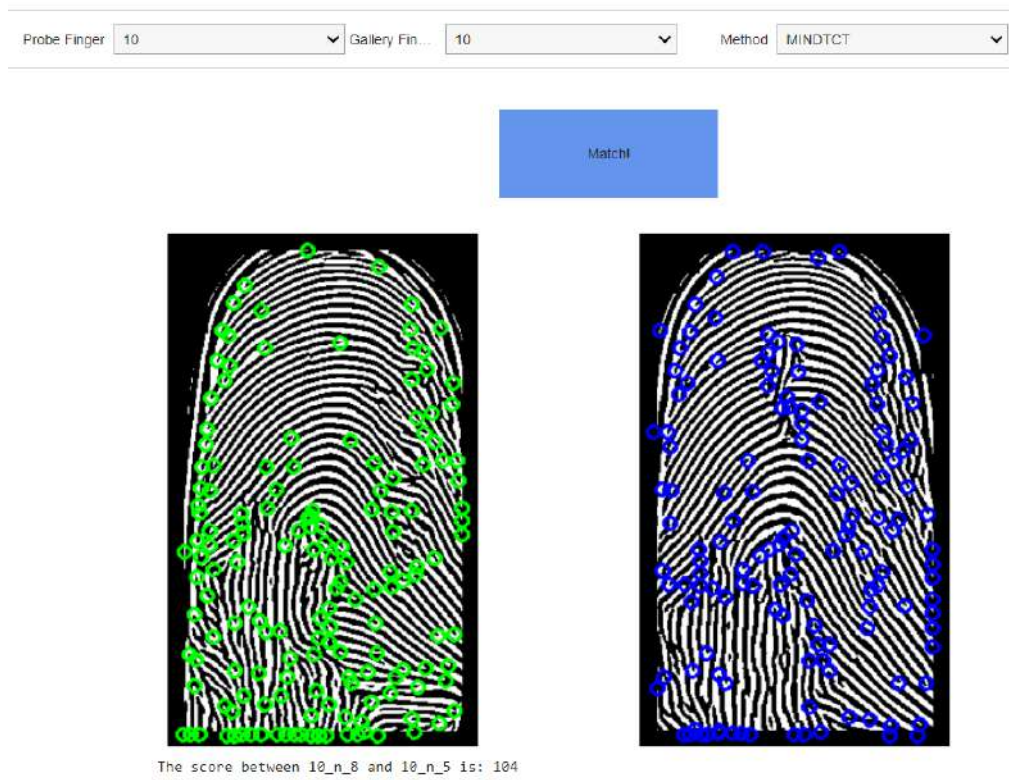 Probe Finger 10 Gallery Fin... 10 Method MINDTCT
Match!
The score between 10_n_8 and 10_n_5 is: 104